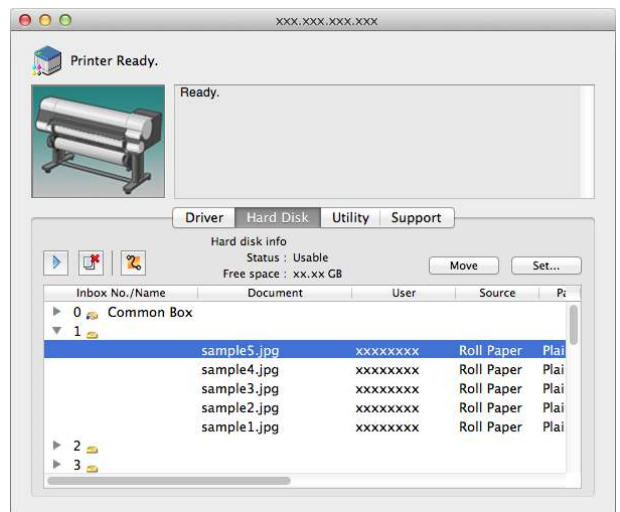 xxx.xxx.xxx.xxx
Printer Ready.
Ready.
Driver Hard Disk Utility Support
Hard disk info
Status : Usable
Free space : xx.xx GB
Move Set...
Inbox No./Name Document User Source Pa
0 Common Box
1
sample5.jpg xxxxxxxx Roll Paper Plai
sample4.jpg xxxxxxxx Roll Paper Plai
sample3.jpg xxxxxxxx Roll Paper Plai
sample2.jpg xxxxxxxx Roll Paper Plai
sample1.jpg xxxxxxxx Roll Paper Plai
2
3